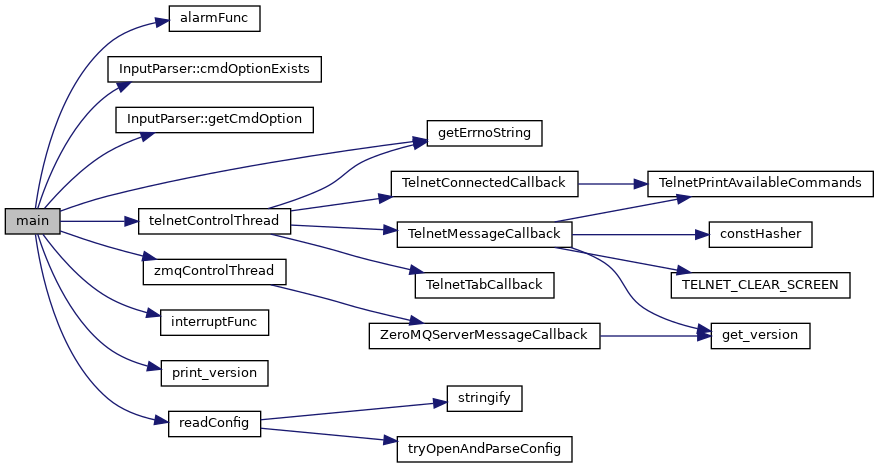 alarmFunc
InputParser::cmdOptionExists
InputParser::getCmdOption
getErrnoString
TelnetConnectedCallback
TelnetPrintAvailableCommands
main
telnetControlThread
TelnetMessageCallback
constHasher
zmqControlThread
TelnetTabCallback
TELNET_CLEAR_SCREEN
interruptFunc
ZeroMQServerMessageCallback
get_version
print_version
stringify
readConfig
tryOpenAndParseConfig